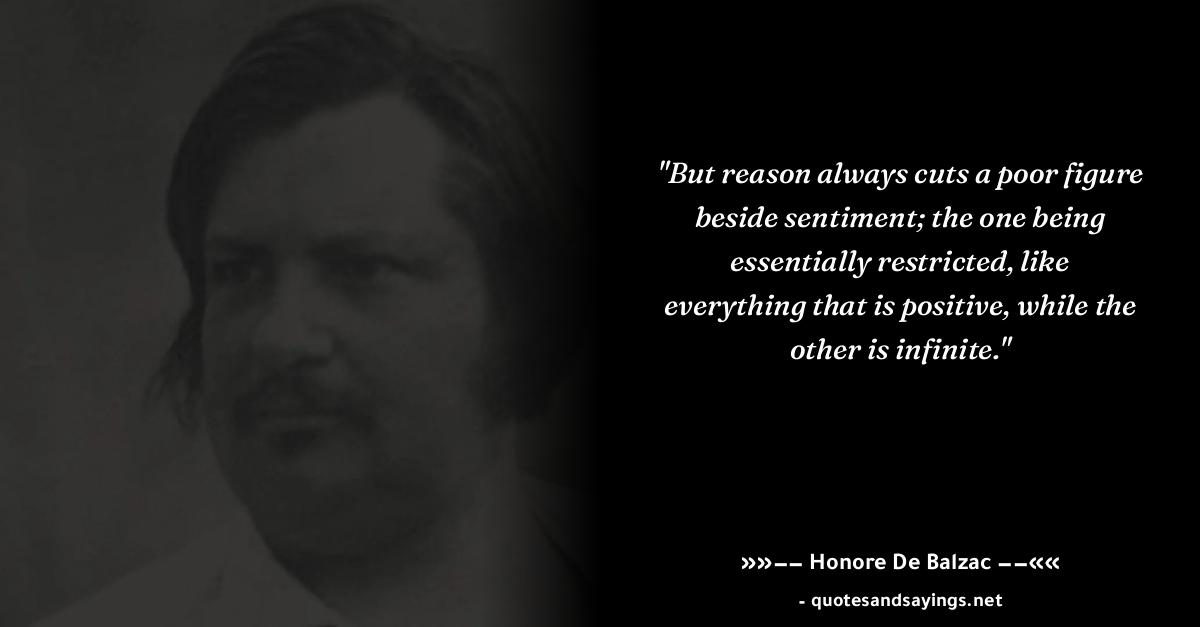 "But reason always cuts a poor figure
beside sentiment; the one being
essentially restricted, like
everything that is positive, while the
other is infinite."
»»–– Honore De Balzac ––««
- quotesandsayings.net